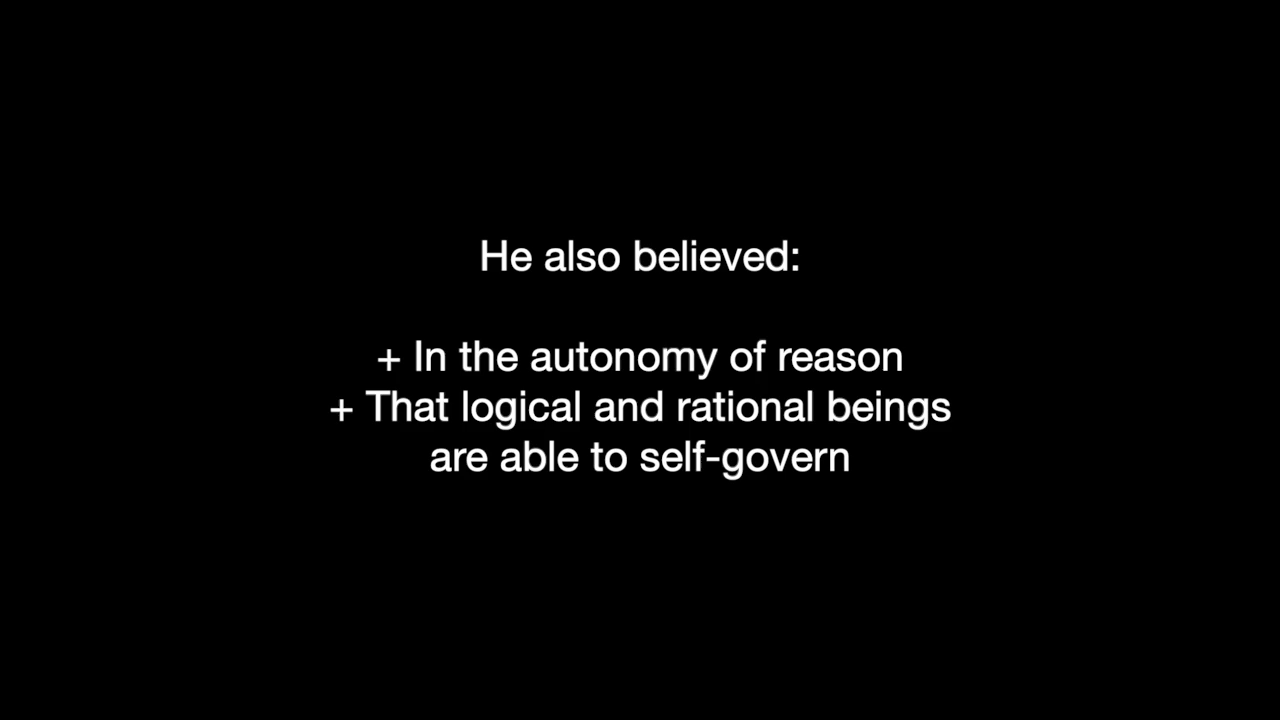 He also believed:
+ In the autonomy of reason
+ That logical and rational beings
are able to self-govern